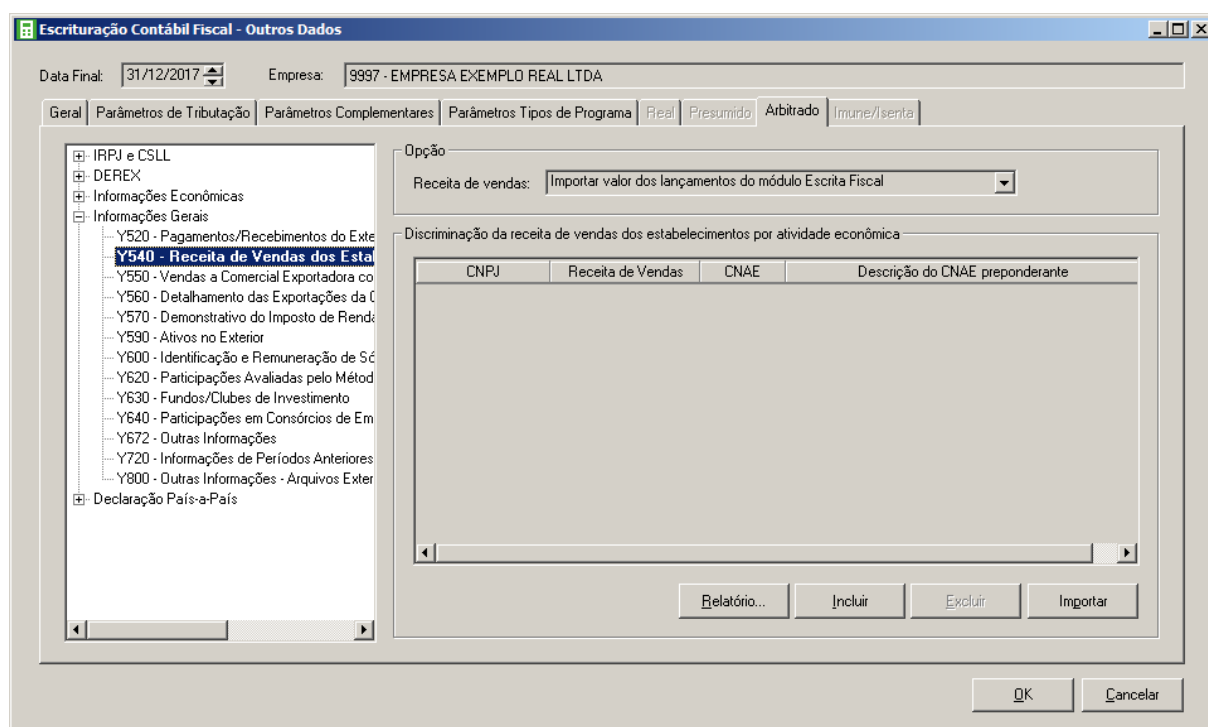 Escrituração Contábil Fiscal - Outros Dados
Data Final: 31/12/2017 Empresa: 9997 - EMPRESA EXEMPLO REAL LTDA
Geral Parâmetros de Tributação Parâmetros Complementares Parâmetros Tipos de Programa Real Presumido Arbitrado Imune/Isenta
IRPJ e CSLL
DEREX
Informações Econômicas
Informações Gerais
Y520 - Pagamentos/Recebimentos do Exte
Y540 - Receita de Vendas dos Estal
Y550 - Vendas a Comercial Exportadora co
Y560 - Detalhamento das Exportações da C
Y570 - Demonstrativo do Imposto de Renda
Y590 - Ativos no Exterior
Y600 - Identificação e Remuneração de Só
Y620 - Participações Avaliadas pelo Métod
Y630 - Fundos/Clubes de Investimento
Y640 - Participações em Consórcios de Em
Y672 - Outras Informações
Y720 - Informações de Períodos Anteriores
Y800 - Outras Informações - Arquivos Exter
Declaração País-a-País
Opção
Receita de vendas: Importar valor dos lançamentos do módulo Escrita Fiscal
Discriminação da receita de vendas dos estabelecimentos por atividade econômica
CNPJ Receita de Vendas CNAE Descrição do CNAE preponderante
Relatório... Incluir Excluir Importar
OK Cancelar